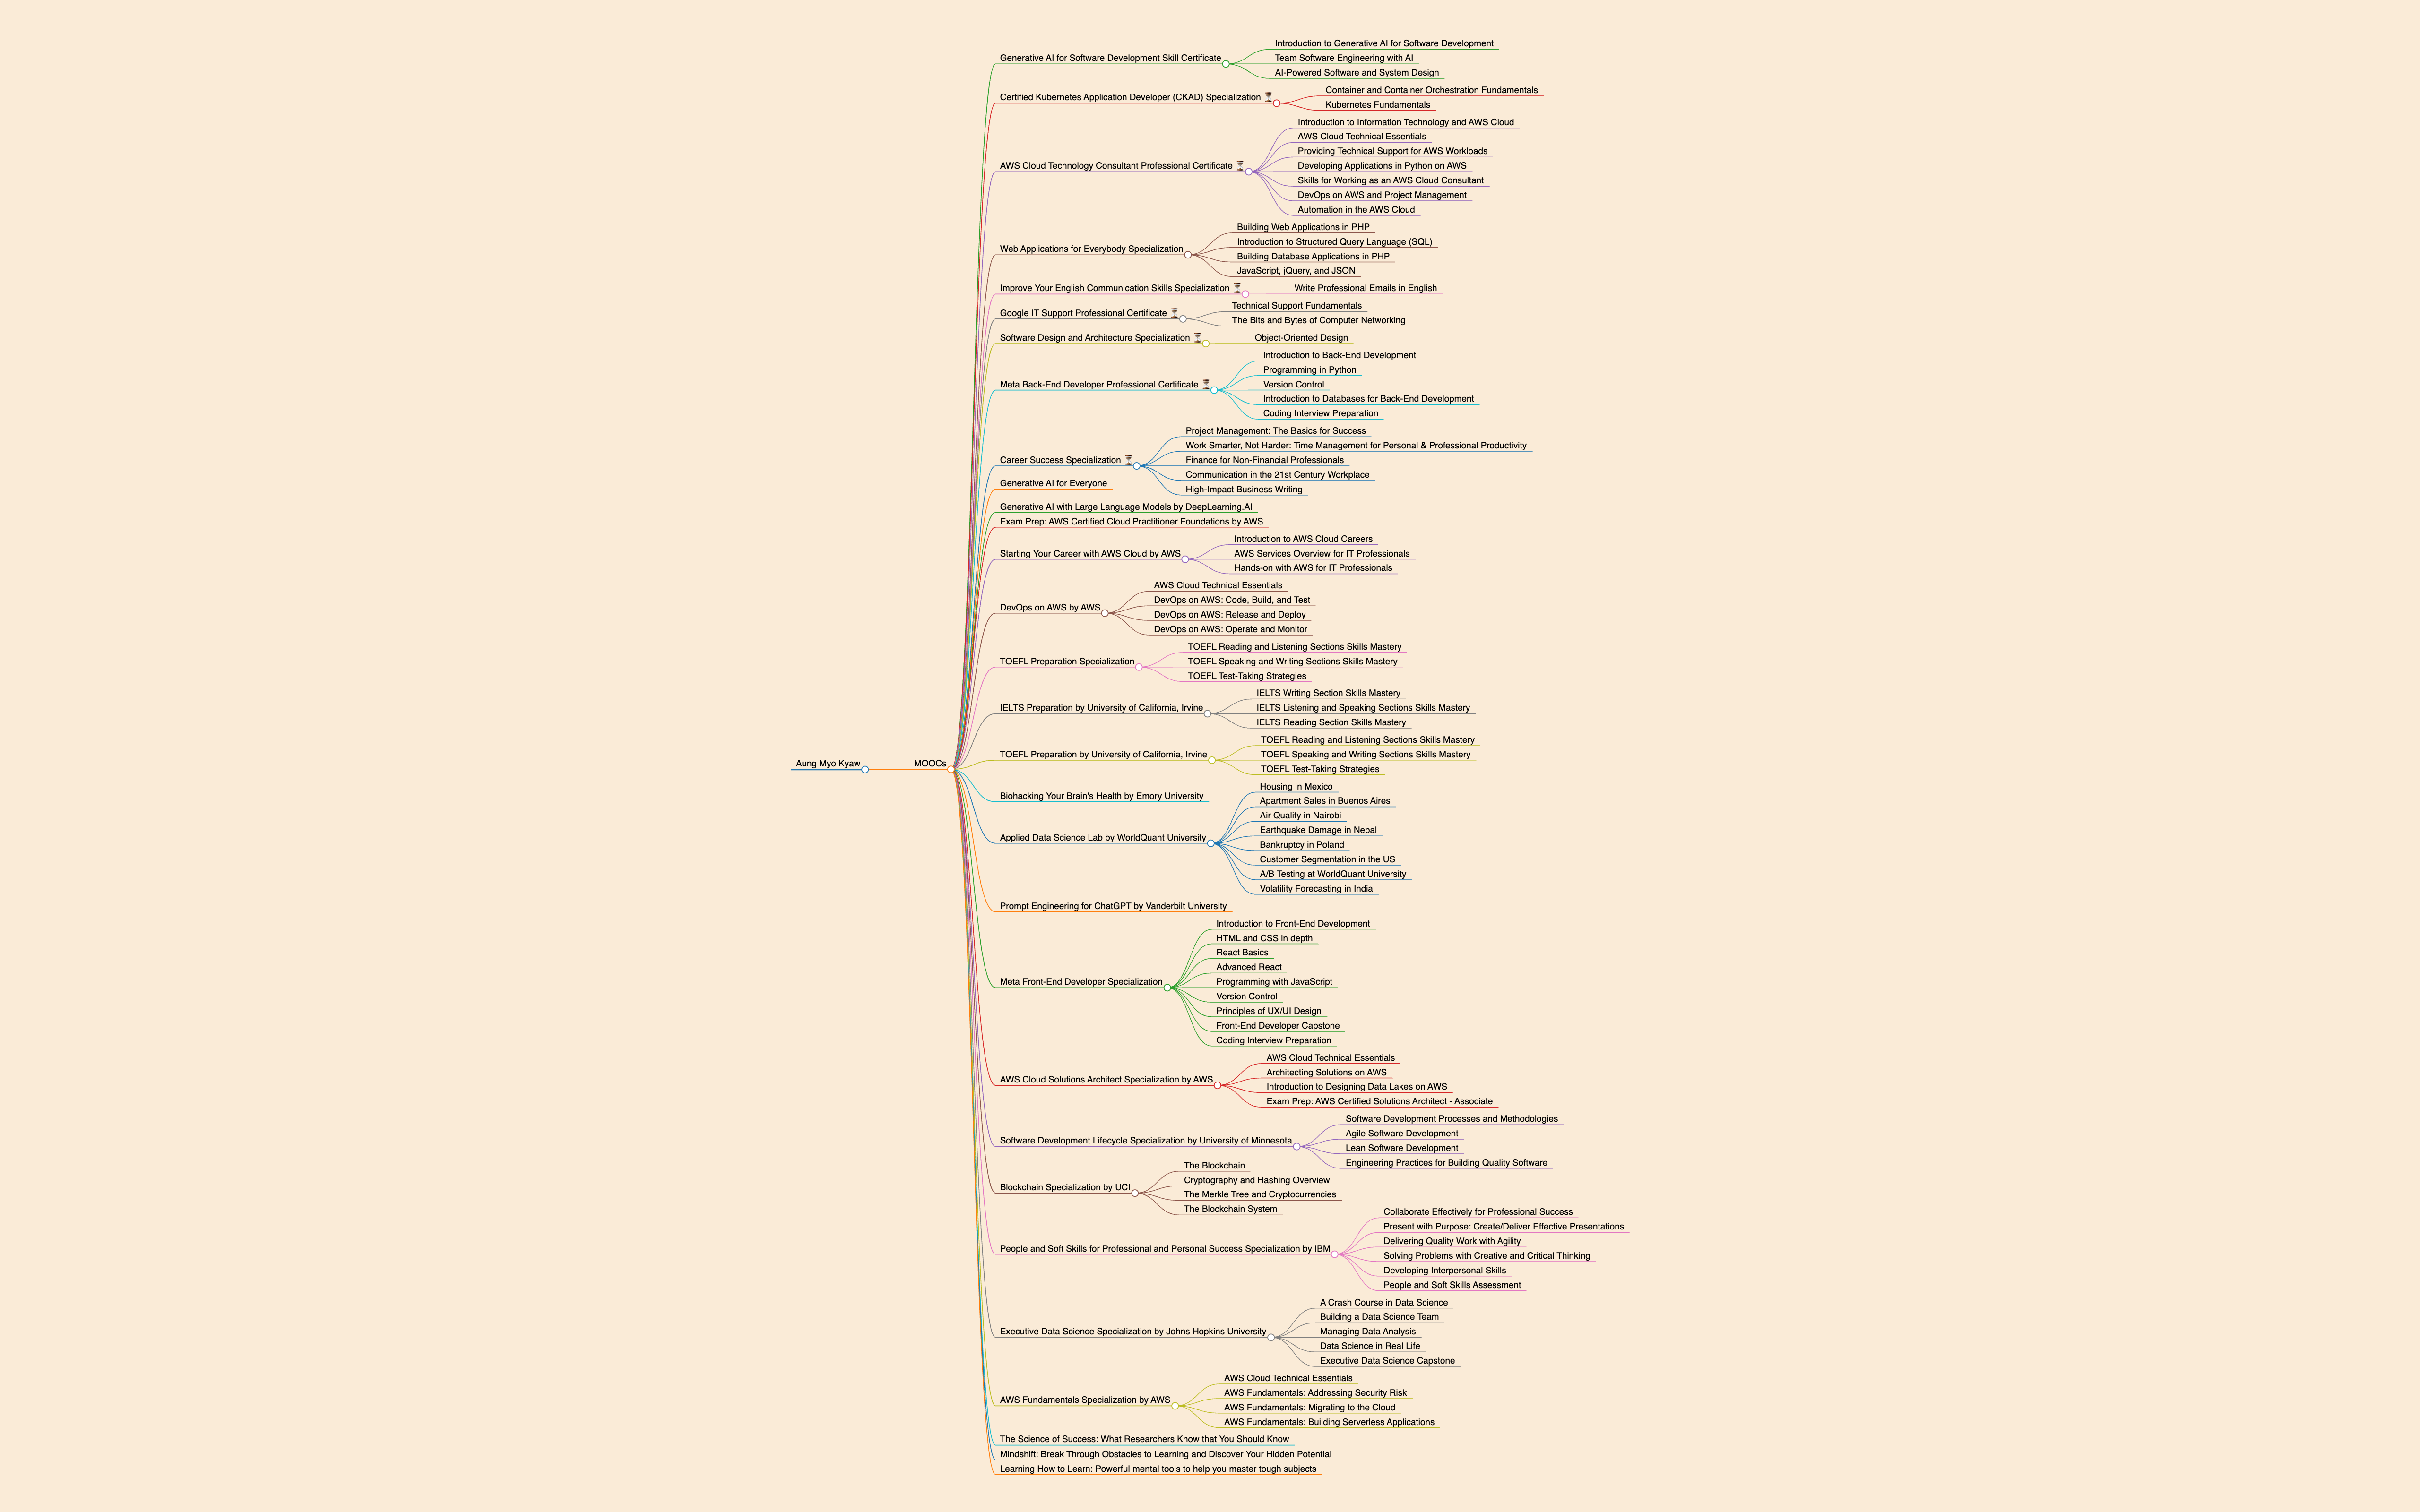 Aung Myo Kyaw
MOOCs
Generative AI for Software Development Skill Certificate
Introduction to Generative AI for Software Development
Team Software Engineering with AI
AI-Powered Software and System Design
Certified Kubernetes Application Developer (CKAD) Specialization ⏳
Container and Container Orchestration Fundamentals
Kubernetes Fundamentals
AWS Cloud Technology Consultant Professional Certificate ⏳
Introduction to Information Technology and AWS Cloud
AWS Cloud Technical Essentials
Providing Technical Support for AWS Workloads
Developing Applications in Python on AWS
Skills for Working as an AWS Cloud Consultant
DevOps on AWS and Project Management
Automation in the AWS Cloud
Web Applications for Everybody Specialization
Building Web Applications in PHP
Introduction to Structured Query Language (SQL)
Building Database Applications in PHP
JavaScript, jQuery, and JSON
Improve Your English Communication Skills Specialization ⏳
Write Professional Emails in English
Google IT Support Professional Certificate ⏳
Technical Support Fundamentals
The Bits and Bytes of Computer Networking
Software Design and Architecture Specialization ⏳
Object-Oriented Design
Meta Back-End Developer Professional Certificate ⏳
Introduction to Back-End Development
Programming in Python
Version Control
Introduction to Databases for Back-End Development
Coding Interview Preparation
Career Success Specialization ⏳
Project Management: The Basics for Success
Work Smarter, Not Harder: Time Management for Personal & Professional Productivity
Finance for Non-Financial Professionals
Communication in the 21st Century Workplace
High-Impact Business Writing
Generative AI for Everyone
Generative AI with Large Language Models by DeepLearning.AI
Exam Prep: AWS Certified Cloud Practitioner Foundations by AWS
Starting Your Career with AWS Cloud by AWS
Introduction to AWS Cloud Careers
AWS Services Overview for IT Professionals
Hands-on with AWS for IT Professionals
DevOps on AWS by AWS
AWS Cloud Technical Essentials
DevOps on AWS: Code, Build, and Test
DevOps on AWS: Release and Deploy
DevOps on AWS: Operate and Monitor
TOEFL Preparation Specialization
TOEFL Reading and Listening Sections Skills Mastery
TOEFL Speaking and Writing Sections Skills Mastery
TOEFL Test-Taking Strategies
IELTS Preparation by University of California, Irvine
IELTS Writing Section Skills Mastery
IELTS Listening and Speaking Sections Skills Mastery
IELTS Reading Section Skills Mastery
TOEFL Preparation by University of California, Irvine
TOEFL Reading and Listening Sections Skills Mastery
TOEFL Speaking and Writing Sections Skills Mastery
TOEFL Test-Taking Strategies
Biohacking Your Brain's Health by Emory University
Applied Data Science Lab by WorldQuant University
Housing in Mexico
Apartment Sales in Buenos Aires
Air Quality in Nairobi
Earthquake Damage in Nepal
Bankruptcy in Poland
Customer Segmentation in the US
A/B Testing at WorldQuant University
Volatility Forecasting in India
Prompt Engineering for ChatGPT by Vanderbilt University
Meta Front-End Developer Specialization
Introduction to Front-End Development
HTML and CSS in depth
React Basics
Advanced React
Programming with JavaScript
Version Control
Principles of UX/UI Design
Front-End Developer Capstone
Coding Interview Preparation
AWS Cloud Solutions Architect Specialization by AWS
AWS Cloud Technical Essentials
Architecting Solutions on AWS
Introduction to Designing Data Lakes on AWS
Exam Prep: AWS Certified Solutions Architect - Associate
Software Development Lifecycle Specialization by University of Minnesota
Software Development Processes and Methodologies
Agile Software Development
Lean Software Development
Engineering Practices for Building Quality Software
Blockchain Specialization by UCI
The Blockchain
Cryptography and Hashing Overview
The Merkle Tree and Cryptocurrencies
The Blockchain System
People and Soft Skills for Professional and Personal Success Specialization by IBM
Collaborate Effectively for Professional Success
Present with Purpose: Create/Deliver Effective Presentations
Delivering Quality Work with Agility
Solving Problems with Creative and Critical Thinking
Developing Interpersonal Skills
People and Soft Skills Assessment
Executive Data Science Specialization by Johns Hopkins University
A Crash Course in Data Science
Building a Data Science Team
Managing Data Analysis
Data Science in Real Life
Executive Data Science Capstone
AWS Fundamentals Specialization by AWS
AWS Cloud Technical Essentials
AWS Fundamentals: Addressing Security Risk
AWS Fundamentals: Migrating to the Cloud
AWS Fundamentals: Building Serverless Applications
The Science of Success: What Researchers Know that You Should Know
Mindshift: Break Through Obstacles to Learning and Discover Your Hidden Potential
Learning How to Learn: Powerful mental tools to help you master tough subjects